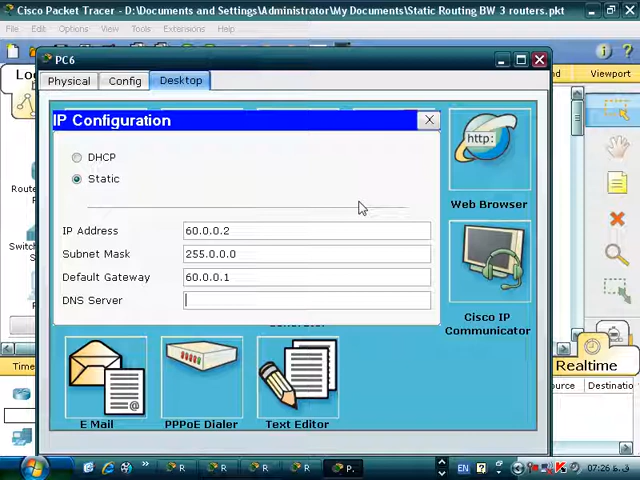 Cisco Packet Tracer - D:\Documents and Settings\Administrator\My Documents\Static Routing BW 3 routers.pkt
File Edit Options View Tools Extensions Help
PC6
Lo
Viewport
Physical Config Desktop
IP Configuration X
http:
DHCP
Static
Web Browser
IP Address 60.0.0.2
Subnet Mask 255.0.0.0
Default Gateway 60.0.0.1
DNS Server
Cisco IP
Communicator
Time
Realtime
ource Destinatio
E Mail PPPoE Dialer Text Editor
R R R R P.
EN
07:26